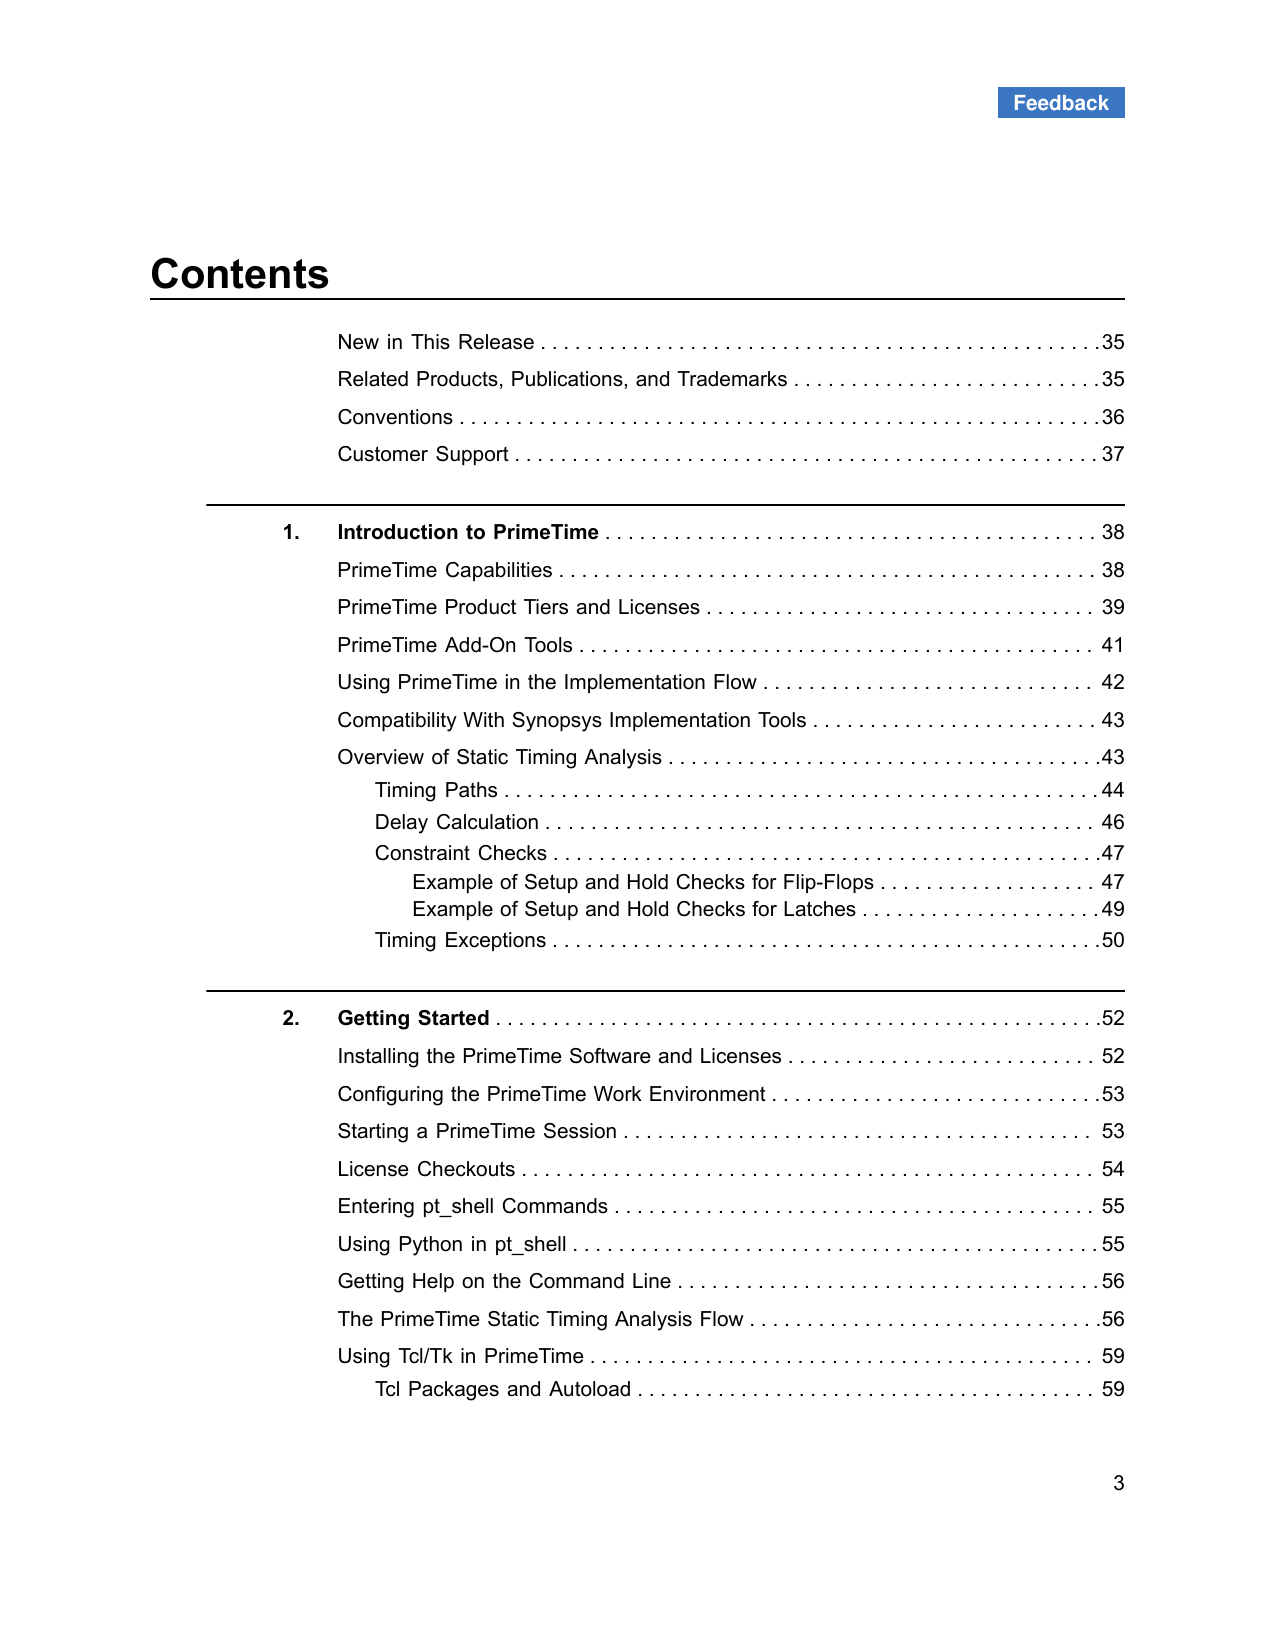 Feedback
Contents
New in This Release . . . . . . . . . . . . . . . . . . . . . . . . . . . . . . . . . . . . . . . . . . . . . . . . .35
Related Products, Publications, and Trademarks . . . . . . . . . . . . . . . . . . . . . . . . . . .35
Conventions . . . . . . . . . . . . . . . . . . . . . . . . . . . . . . . . . . . . . . . . . . . . . . . . . . . . . . . .36
Customer Support . . . . . . . . . . . . . . . . . . . . . . . . . . . . . . . . . . . . . . . . . . . . . . . . . . . 37
1. Introduction to PrimeTime . . . . . . . . . . . . . . . . . . . . . . . . . . . . . . . . . . . . . . . . . . . 38
PrimeTime Capabilities . . . . . . . . . . . . . . . . . . . . . . . . . . . . . . . . . . . . . . . . . . . . . . . 38
PrimeTime Product Tiers and Licenses . . . . . . . . . . . . . . . . . . . . . . . . . . . . . . . . . . 39
PrimeTime Add-On Tools . . . . . . . . . . . . . . . . . . . . . . . . . . . . . . . . . . . . . . . . . . . . . 41
Using PrimeTime in the Implementation Flow . . . . . . . . . . . . . . . . . . . . . . . . . . . . . 42
Compatibility With Synopsys Implementation Tools . . . . . . . . . . . . . . . . . . . . . . . . . 43
Overview of Static Timing Analysis . . . . . . . . . . . . . . . . . . . . . . . . . . . . . . . . . . . . . .43
Timing Paths . . . . . . . . . . . . . . . . . . . . . . . . . . . . . . . . . . . . . . . . . . . . . . . . . . . . 44
Delay Calculation . . . . . . . . . . . . . . . . . . . . . . . . . . . . . . . . . . . . . . . . . . . . . . . . 46
Constraint Checks . . . . . . . . . . . . . . . . . . . . . . . . . . . . . . . . . . . . . . . . . . . . . . . .47
Example of Setup and Hold Checks for Flip-Flops . . . . . . . . . . . . . . . . . . . 47
Example of Setup and Hold Checks for Latches . . . . . . . . . . . . . . . . . . . . . 49
Timing Exceptions . . . . . . . . . . . . . . . . . . . . . . . . . . . . . . . . . . . . . . . . . . . . . . . .50
2. Getting Started . . . . . . . . . . . . . . . . . . . . . . . . . . . . . . . . . . . . . . . . . . . . . . . . . . . . .52
Installing the PrimeTime Software and Licenses . . . . . . . . . . . . . . . . . . . . . . . . . . . 52
Configuring the PrimeTime Work Environment . . . . . . . . . . . . . . . . . . . . . . . . . . . . .53
Starting a PrimeTime Session . . . . . . . . . . . . . . . . . . . . . . . . . . . . . . . . . . . . . . . . . 53
License Checkouts . . . . . . . . . . . . . . . . . . . . . . . . . . . . . . . . . . . . . . . . . . . . . . . . . . 54
Entering pt_shell Commands . . . . . . . . . . . . . . . . . . . . . . . . . . . . . . . . . . . . . . . . . . 55
Using Python in pt_shell . . . . . . . . . . . . . . . . . . . . . . . . . . . . . . . . . . . . . . . . . . . . . . 55
Getting Help on the Command Line . . . . . . . . . . . . . . . . . . . . . . . . . . . . . . . . . . . . . 56
The PrimeTime Static Timing Analysis Flow . . . . . . . . . . . . . . . . . . . . . . . . . . . . . . .56
Using Tcl/Tk in PrimeTime . . . . . . . . . . . . . . . . . . . . . . . . . . . . . . . . . . . . . . . . . . . . 59
Tcl Packages and Autoload . . . . . . . . . . . . . . . . . . . . . . . . . . . . . . . . . . . . . . . . 59
3